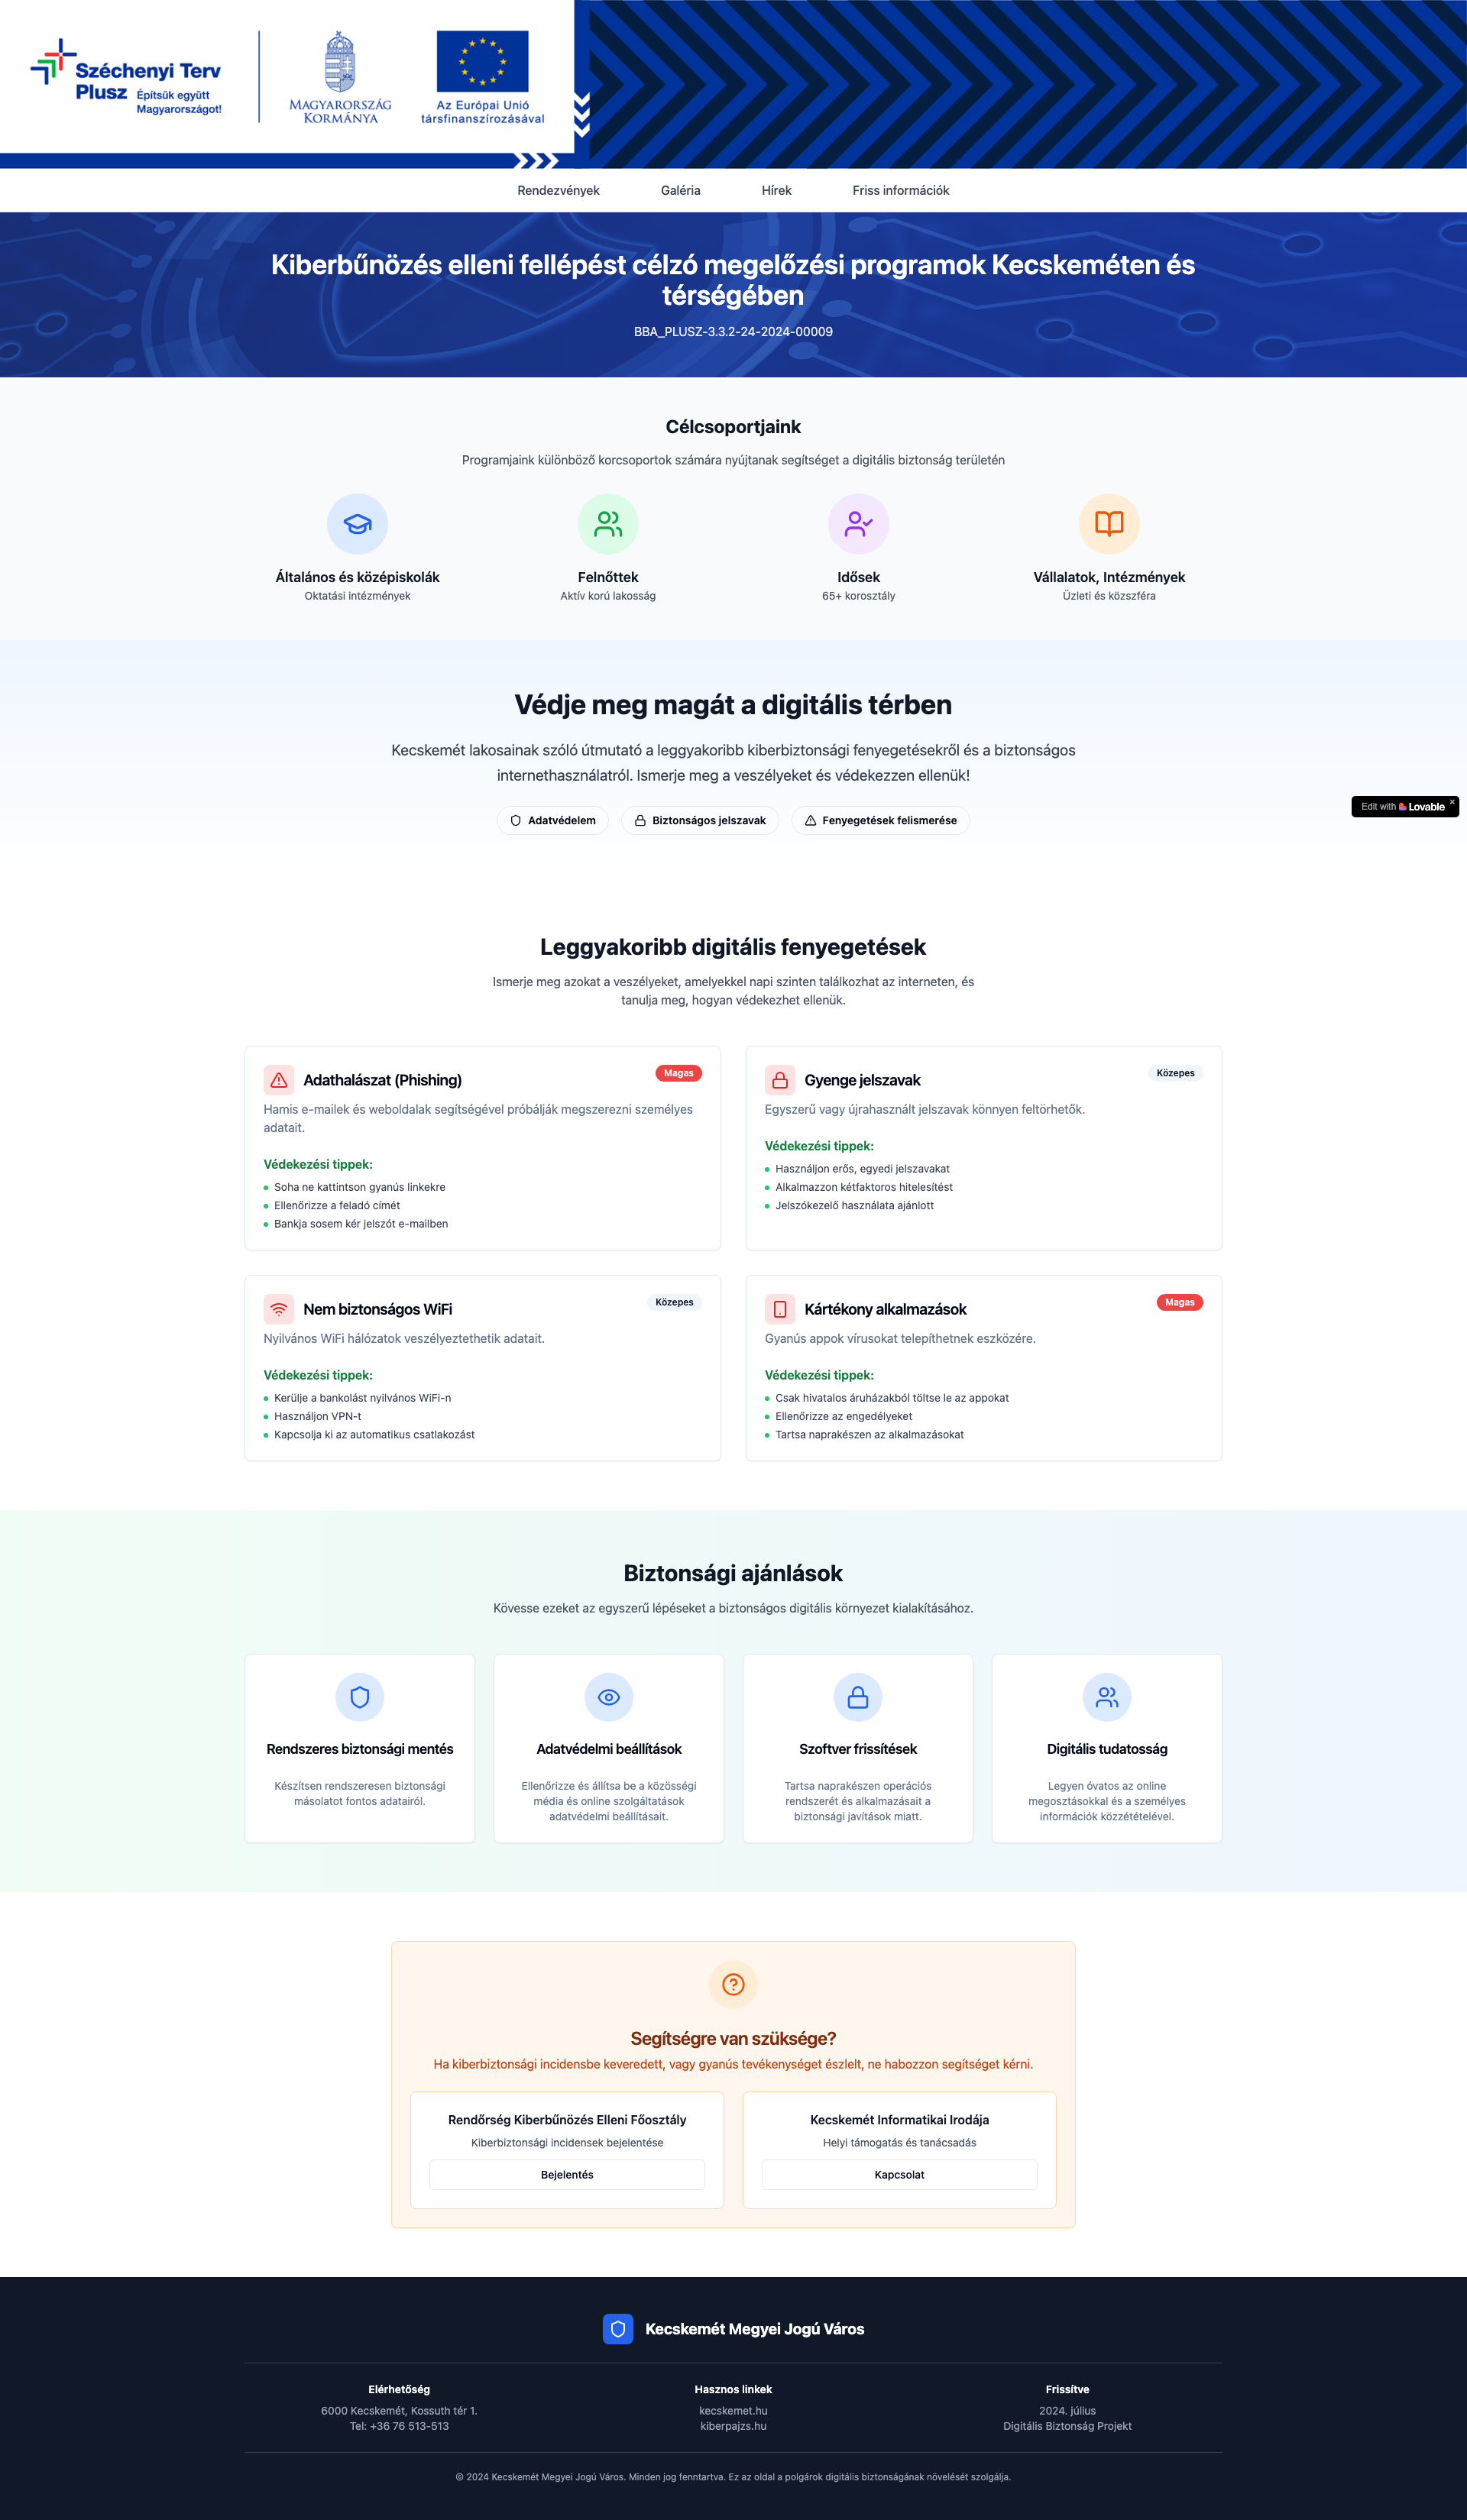 Széchenyi Terv
Plusz Építsük együtt
Magyarországot!
MAGYARORSZÁG
KORMÁNYA
Az Európai Unió
társfinanszírozásával
Rendezvények
Galéria
Hírek
Friss információk
Kiberbűnözés elleni fellépést célzó megelőzési programok Kecskeméten és
térségében
BBA_PLUSZ-3.3.2-24-2024-00009
Célcsoportjaink
Programjaink különböző korcsoportok számára nyújtanak segítséget a digitális biztonság területén
Általános és középiskolák
Oktatási intézmények
Felnőttek
Aktív korú lakosság
Idősek
65+ korosztály
Vállalatok, Intézmények
Üzleti és közszféra
Védje meg magát a digitális térben
Kecskemét lakosainak szóló útmutató a leggyakoribb kiberbiztonsági fenyegetésekről és a biztonságos
internethasználatról. Ismerje meg a veszélyeket és védekezzen ellenük!
Edit with Lovable ×
Adatvédelem
Biztonságos jelszavak
Fenyegetések felismerése
Leggyakoribb digitális fenyegetések
Ismerje meg azokat a veszélyeket, amelyekkel napi szinten találkozhat az interneten, és
tanulja meg, hogyan védekezhet ellenük.
Adathalászat (Phishing)
Magas
Hamis e-mailek és weboldalak segítségével próbálják megszerezni személyes
adatait.
Védekezési tippek:
Soha ne kattintson gyanús linkekre
Ellenőrizze a feladó címét
Bankja sosem kér jelszót e-mailben
Gyenge jelszavak
Közepes
Egyszerű vagy újrahasznált jelszavak könnyen feltörhetők.
Védekezési tippek:
Használjon erős, egyedi jelszavakat
Alkalmazzon kétfaktoros hitelesítést
Jelszókezelő használata ajánlott
Nem biztonságos WiFi
Közepes
Nyilvános WiFi hálózatok veszélyeztethetik adatait.
Védekezési tippek:
Kerülje a bankolást nyilvános WiFi-n
Használjon VPN-t
Kapcsolja ki az automatikus csatlakozást
Kártékony alkalmazások
Magas
Gyanús appok vírusokat telepíthetnek eszközére.
Védekezési tippek:
Csak hivatalos áruházakból töltse le az appokat
Ellenőrizze az engedélyeket
Tartsa naprakészen az alkalmazásokat
Biztonsági ajánlások
Kövesse ezeket az egyszerű lépéseket a biztonságos digitális környezet kialakításához.
Rendszeres biztonsági mentés
Készítsen rendszeresen biztonsági
másolatot fontos adatairól.
Adatvédelmi beállítások
Ellenőrizze és állítsa be a közösségi
média és online szolgáltatások
adatvédelmi beállításait.
Szoftver frissítések
Tartsa naprakészen operációs
rendszerét és alkalmazásait a
biztonsági javítások miatt.
Digitális tudatosság
Legyen óvatos az online
megosztásokkal és a személyes
információk közzétételével.
Segítségre van szüksége?
Ha kiberbiztonsági incidensbe keveredett, vagy gyanús tevékenységet észlelt, ne habozzon segítséget kérni.
Rendőrség Kiberbűnözés Elleni Főosztály
Kiberbiztonsági incidensek bejelentése
Bejelentés
Kecskemét Informatikai Irodája
Helyi támogatás és tanácsadás
Kapcsolat
Kecskemét Megyei Jogú Város
Elérhetőség
6000 Kecskemét, Kossuth tér 1.
Tel: +36 76 513-513
Hasznos linkek
kecskemet.hu
kiberpajzs.hu
Frissítve
2024. július
Digitális Biztonság Projekt
© 2024 Kecskemét Megyei Jogú Város. Minden jog fenntartva. Ez az oldal a polgárok digitális biztonságának növelését szolgálja.